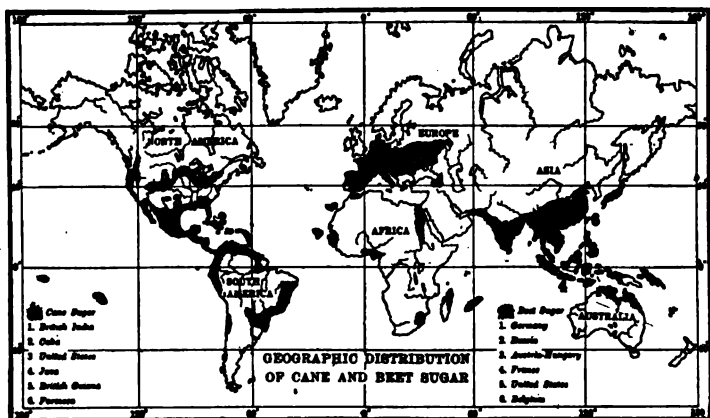 NORTH AMERICA
EUROPE
ASIA
AFRICA
SOUTH
AMERICA
AUSTRALIA
Cane Sugar
1. British India
2. Cuba
3 United States
4. Java
5. British Guiana
6. Formosa
GEOGRAPHIC DISTRIBUTION
OF CANE AND BEET SUGAR
Beet Sugar
1. Germany
2. Russia
3. Austria-Hungary
4. France
5. United States
6. Belgium